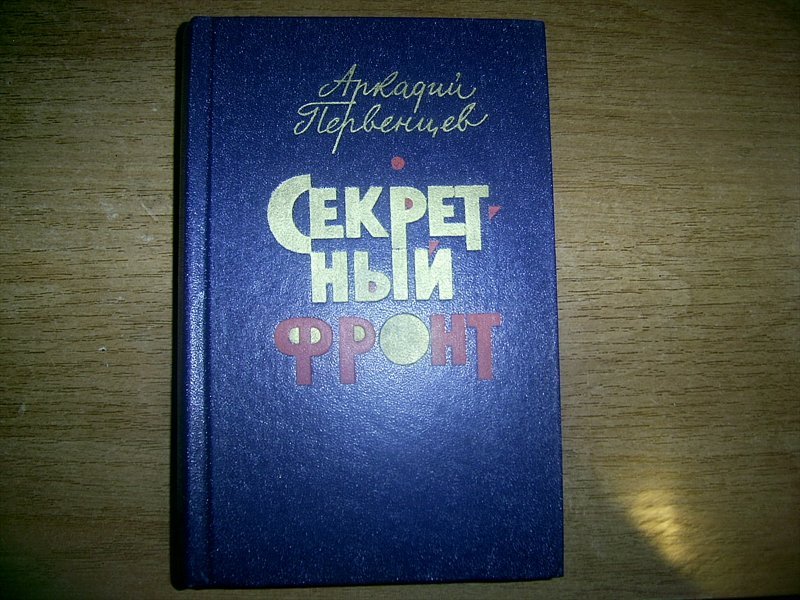 Аркадий
Первенцев
СЕКРЕТ-
НЫЙ
ФРОНТ